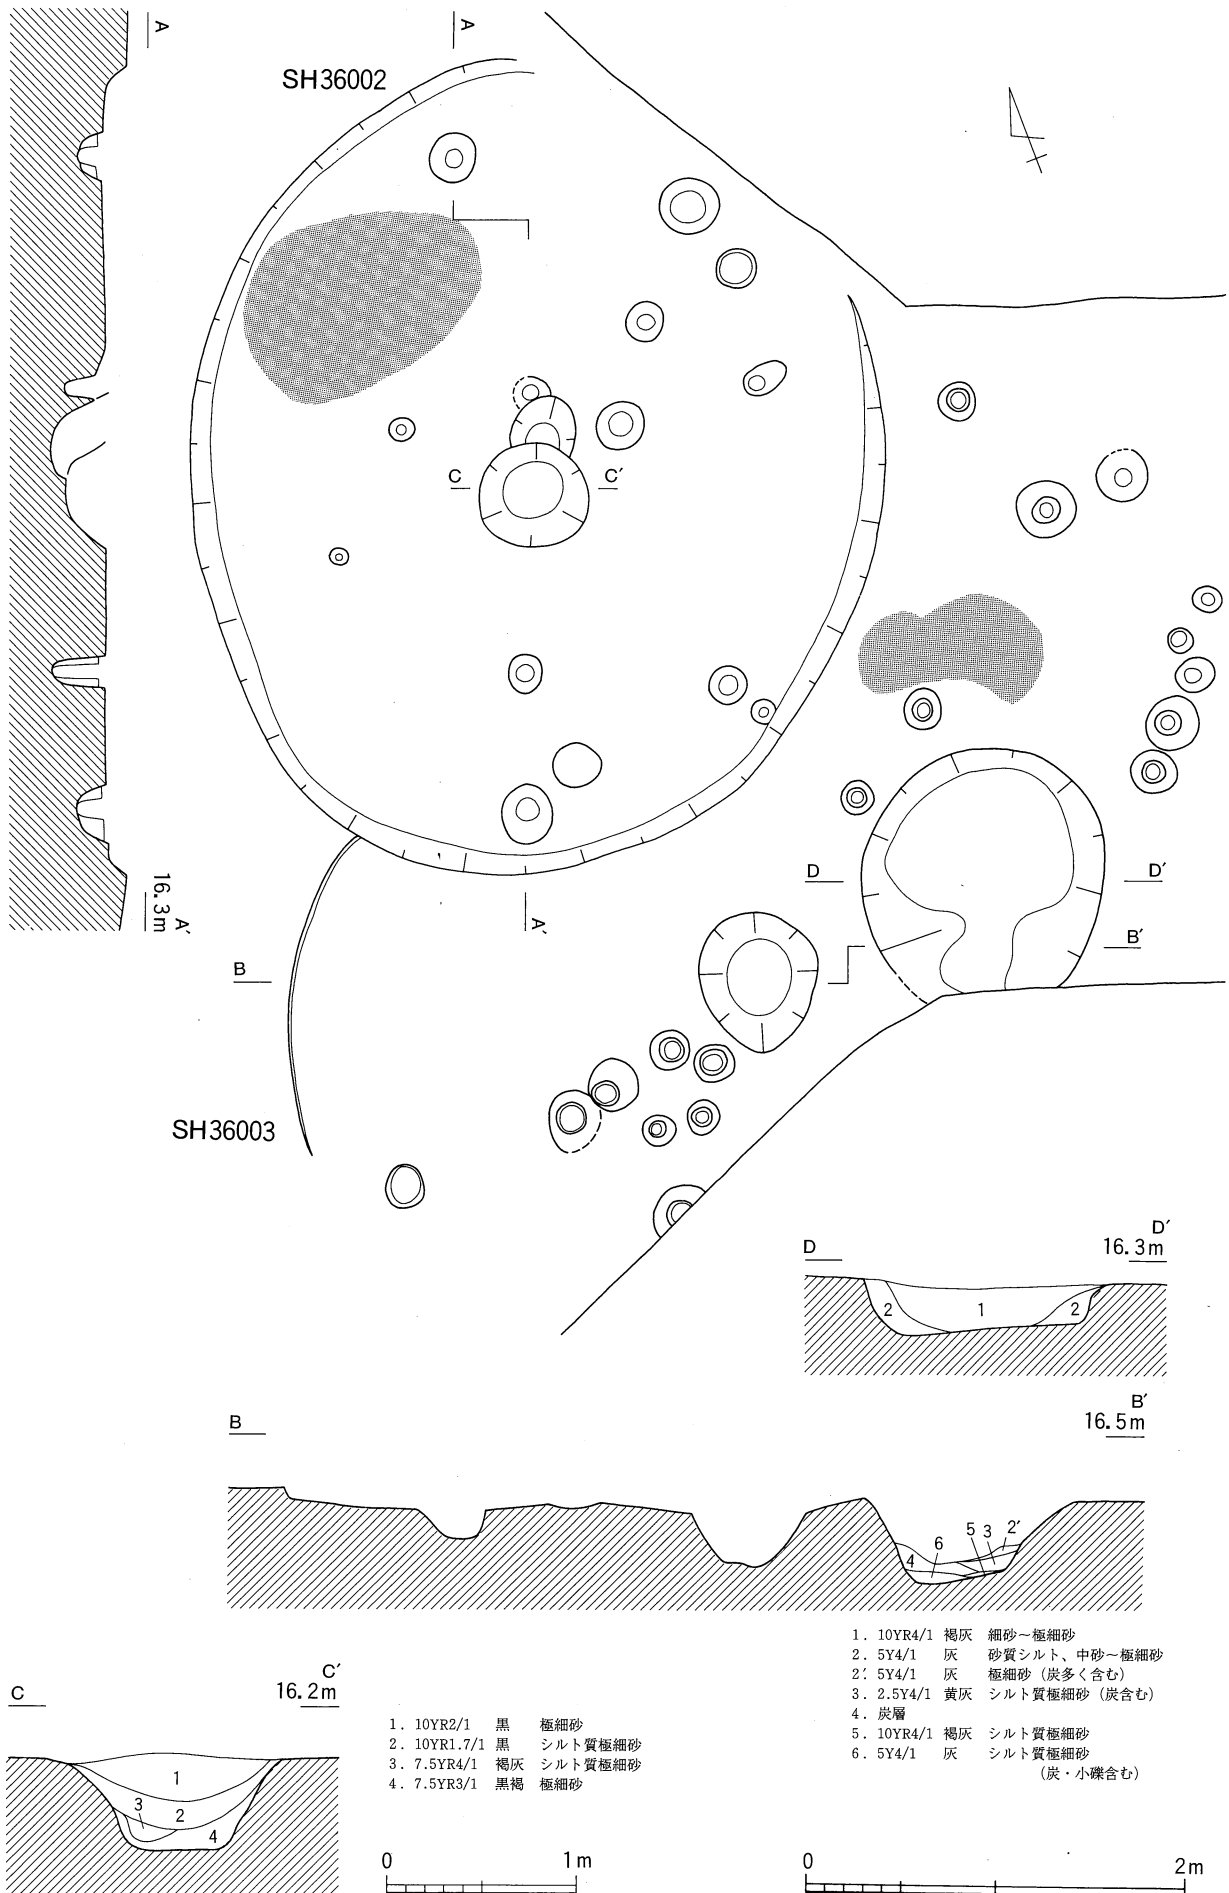 A
A
SH36002
C
C′
D
D′
16.3m
A′
A′
B
B′
SH36003
D
D′
16.3m
2
1
2
B
B′
16.5m
4
6
5
3
2′
1. 10YR4/1 褐灰 細砂～極細砂
2. 5Y4/1 灰 砂質シルト、中砂～極細砂
2′. 5Y4/1 灰 極細砂（炭多く含む）
3. 2.5Y4/1 黄灰 シルト質極細砂（炭含む）
4. 炭層
5. 10YR4/1 褐灰 シルト質極細砂
6. 5Y4/1 灰 シルト質極細砂
（炭・小礫含む）
C
C′
16.2m
1
2
3
4
1. 10YR2/1 黒 極細砂
2. 10YR1.7/1 黒 シルト質極細砂
3. 7.5YR4/1 褐灰 シルト質極細砂
4. 7.5YR3/1 黒褐 極細砂
0 1m
0 2m